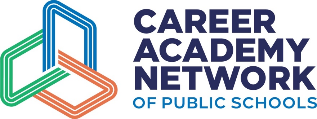 CAREER
ACADEMY
NETWORK
OF PUBLIC SCHOOLS